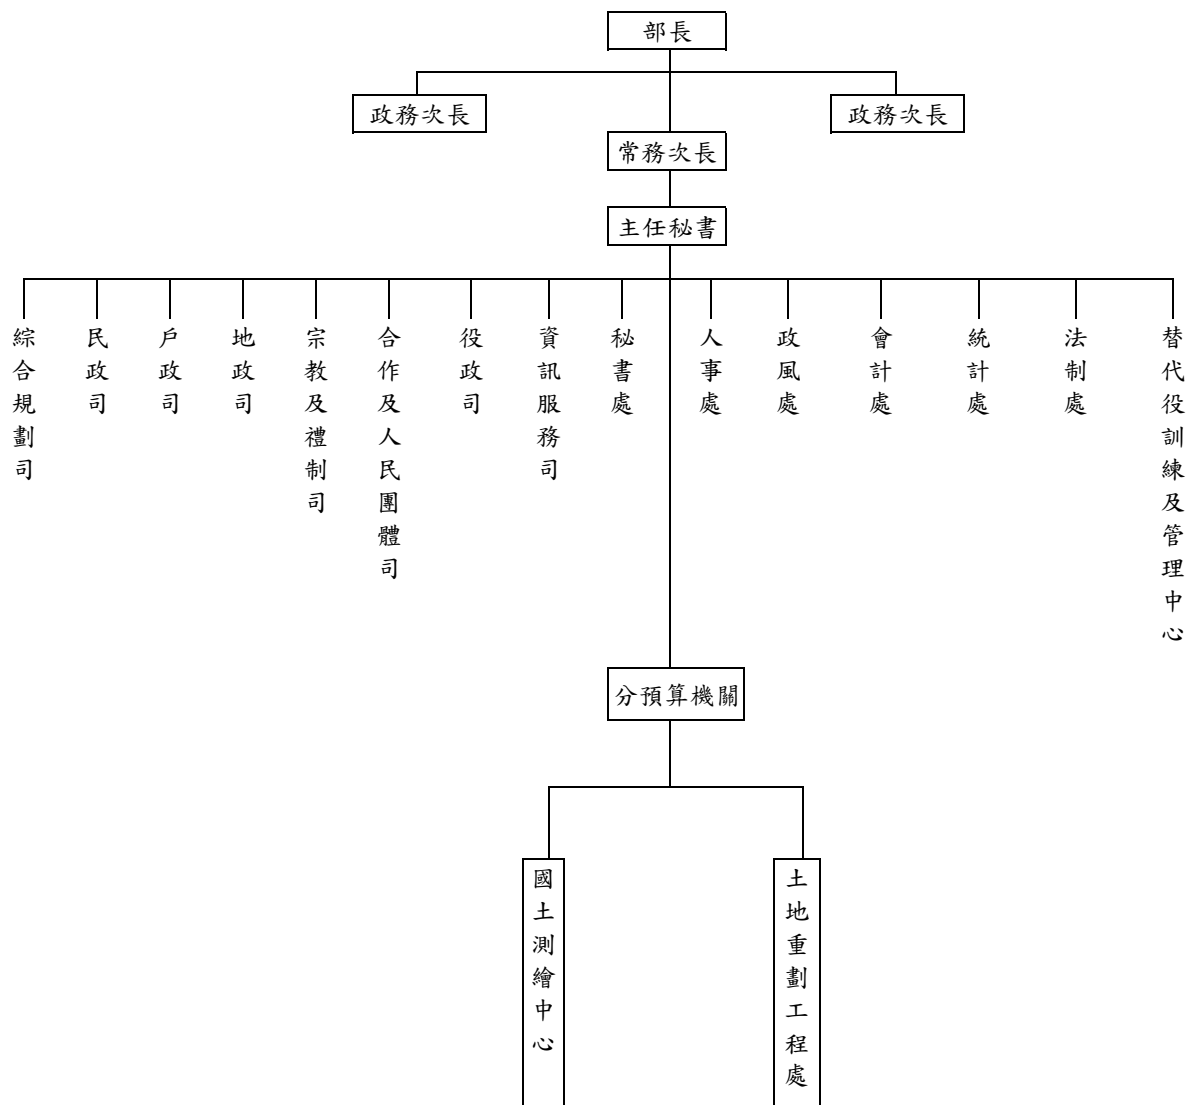 部長
政務次長
政務次長
常務次長
主任秘書
綜合規劃司
民政司
戶政司
地政司
宗教及禮制司
合作及人民團體司
役政司
資訊服務司
秘書處
人事處
政風處
會計處
統計處
法制處
替代役訓練及管理中心
分預算機關
國土測繪中心
土地重劃工程處